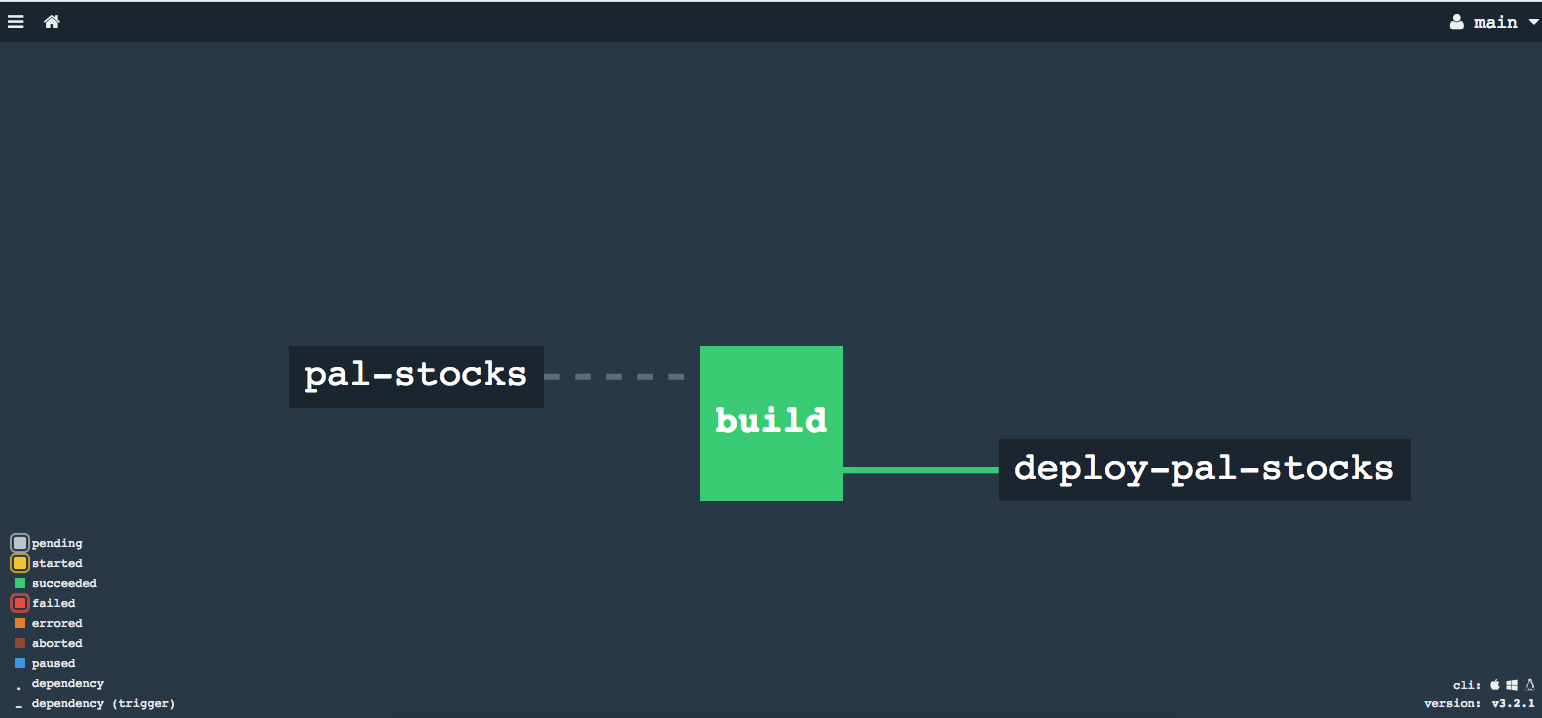 main
pal-stocks
build
deploy-pal-stocks
pending
started
succeeded
failed
errored
aborted
paused
dependency
dependency (trigger)
cli:
version: v3.2.1